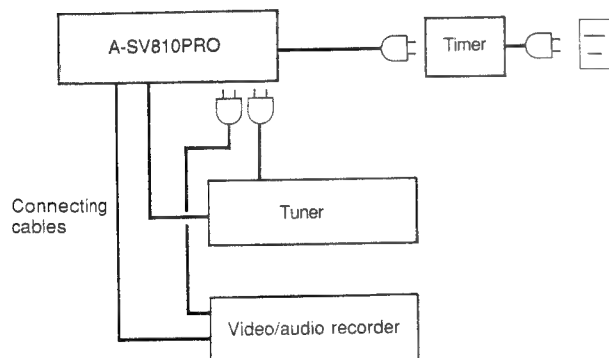 A-SV810PRO
Timer
Connecting
cables
Tuner
Video/audio recorder